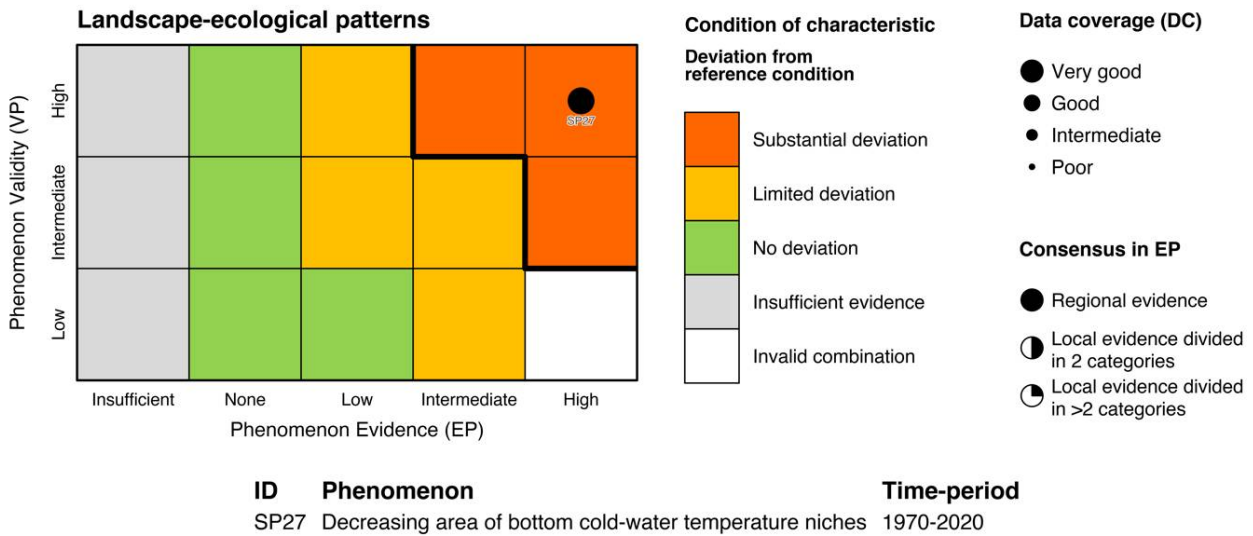 Landscape-ecological patterns
Phenomenon Validity (VP)
High
Intermediate
Low
SP27
Insufficient
None
Low
Intermediate
High
Phenomenon Evidence (EP)
Condition of characteristic
Deviation from
reference condition
Substantial deviation
Limited deviation
No deviation
Insufficient evidence
Invalid combination
Data coverage (DC)
Very good
Good
Intermediate
Poor
Consensus in EP
Regional evidence
Local evidence divided
in 2 categories
Local evidence divided
in >2 categories
ID Phenomenon Time-period
SP27 Decreasing area of bottom cold-water temperature niches 1970-2020